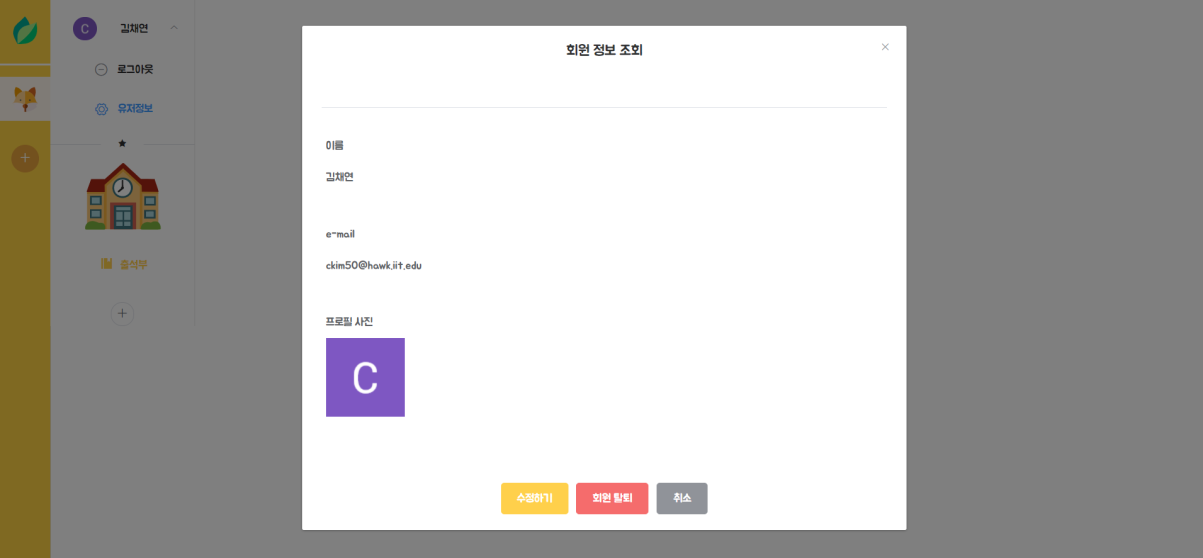 C 김채연
로그아웃
유저정보
출석부
회원 정보 조회
이름
김채연
e-mail
ckim50@hawk.iit.edu
프로필 사진
C
수정하기 회원 탈퇴 취소